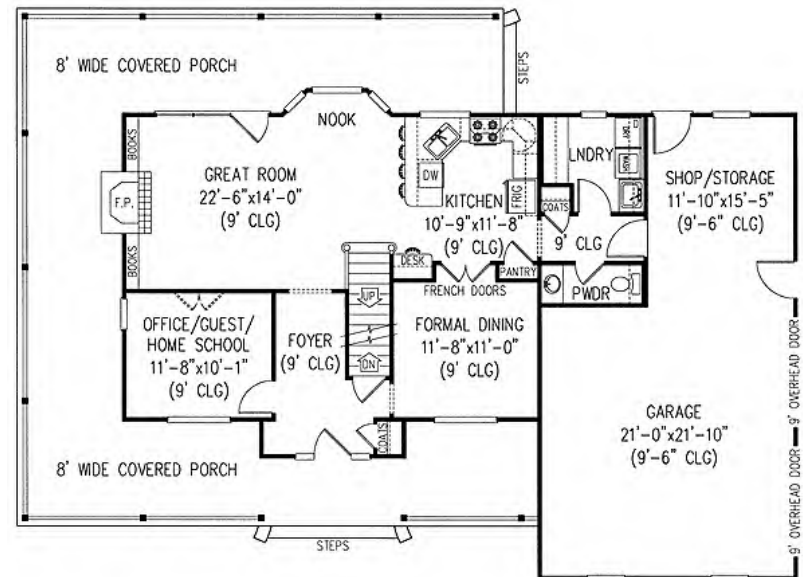 8' WIDE COVERED PORCH
STEPS
NOOK
BOOKS
GREAT ROOM
22'-6"x14'-0"
(9' CLG)
F.P.
BOOKS
DW
KITCHEN
10'-9"x11'-8"
(9' CLG)
FRIG
DESK
PANTRY
FRENCH DOORS
LNDRY
DRY
WASH
COATS
9' CLG
PWDR
SHOP/STORAGE
11'-10"x15'-5"
(9'-6" CLG)
OFFICE/GUEST/
HOME SCHOOL
11'-8"x10'-1"
(9' CLG)
FOYER
(9' CLG)
UP
DN
FORMAL DINING
11'-8"x11'-0"
(9' CLG)
COATS
GARAGE
21'-0"x21'-10"
(9'-6" CLG)
9' OVERHEAD DOOR
9' OVERHEAD DOOR
8' WIDE COVERED PORCH
STEPS